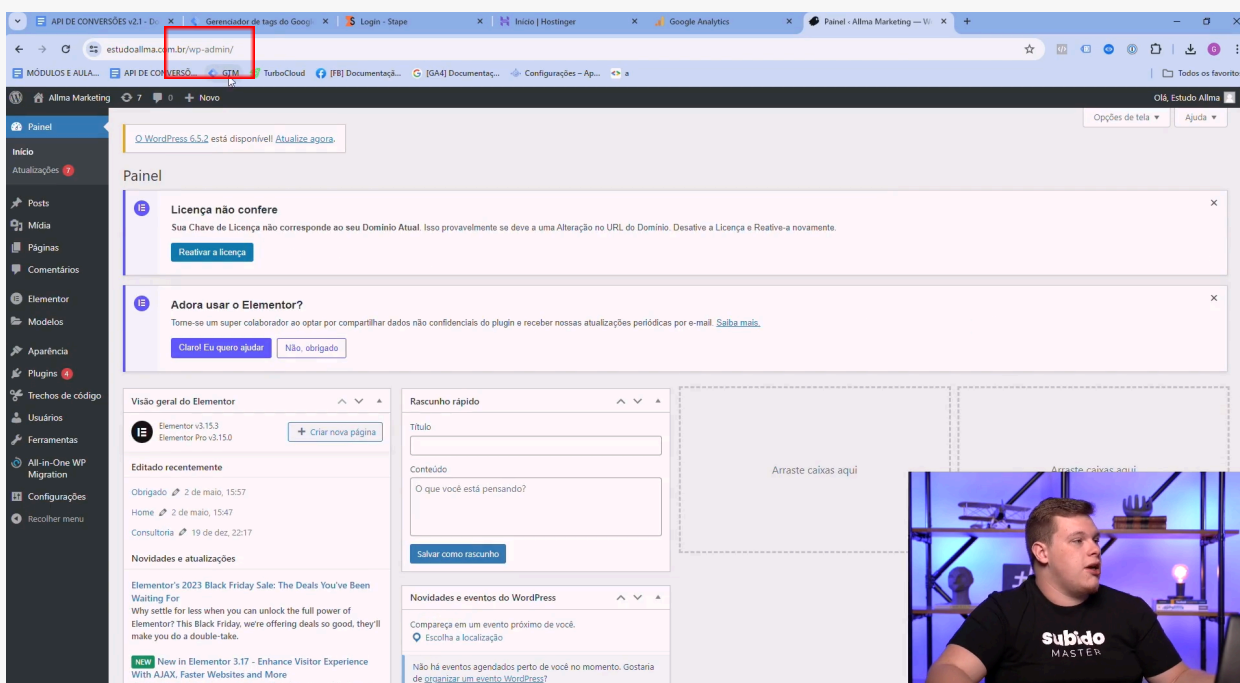 API DE CONVERSÕES v2.1 - Do
Gerenciador de tags do Googl
Login - Stape
Início | Hostinger
Google Analytics
Painel ‹ Allma Marketing — W
estudoallma.com.br/wp-admin/
MÓDULOS E AULA...
API DE CONVERSÕ...
GTM
TurboCloud
[FB] Documentaçã...
[GA4] Documentaç...
Configurações – Ap...
a
Todos os favoritos
Allma Marketing
7
0
Novo
Olá, Estudo Allma
Painel
Início
Atualizações 7
Posts
Mídia
Páginas
Comentários
Elementor
Modelos
Aparência
Plugins 4
Trechos de código
Usuários
Ferramentas
All-in-One WP
Migration
Configurações
Recolher menu
Opções de tela
Ajuda
O WordPress 6.5.2 está disponível! Atualize agora.
Painel
Licença não confere
Sua Chave de Licença não corresponde ao seu Domínio Atual. Isso provavelmente se deve a uma Alteração no URL do Domínio. Desative a Licença e Reative-a novamente.
Reativar a licença
Adora usar o Elementor?
Torne-se um super colaborador ao optar por compartilhar dados não confidenciais do plugin e receber nossas atualizações periódicas por e-mail. Saiba mais.
Claro! Eu quero ajudar
Não, obrigado
Visão geral do Elementor
Elementor v3.15.3
Elementor Pro v3.15.0
+ Criar nova página
Editado recentemente
Obrigado 2 de maio, 15:57
Home 2 de maio, 15:47
Consultoria 19 de dez, 22:17
Novidades e atualizações
Elementor's 2023 Black Friday Sale: The Deals You've Been
Waiting For
Why settle for less when you can unlock the full power of
Elementor? This Black Friday, we're offering deals so good, they'll
make you do a double-take.
NEW New in Elementor 3.17 - Enhance Visitor Experience
With AJAX, Faster Websites and More
Rascunho rápido
Título
Conteúdo
O que você está pensando?
Salvar como rascunho
Novidades e eventos do WordPress
Compareça em um evento próximo de você.
Escolha a localização
Não há eventos agendados perto de você no momento. Gostaria
de organizar um evento WordPress?
Arraste caixas aqui
Arraste caixas aqui
subido
MASTER